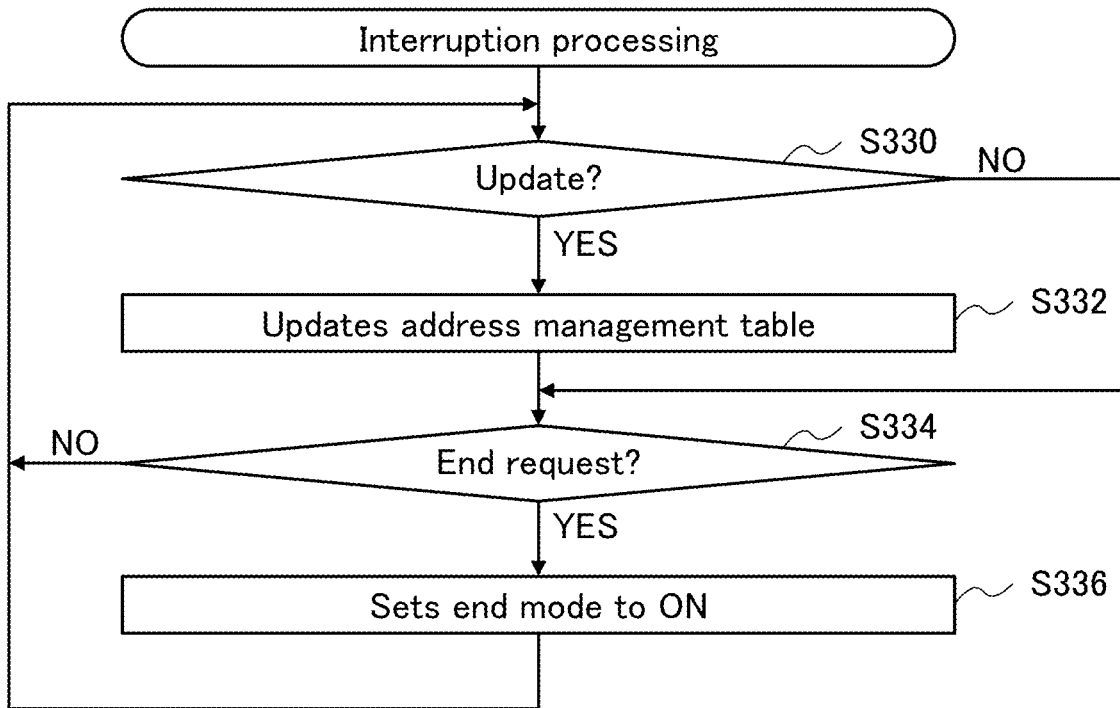 Interruption processing
S330
Update?
NO
YES
S332
Updates address management table
S334
NO
End request?
YES
S336
Sets end mode to ON